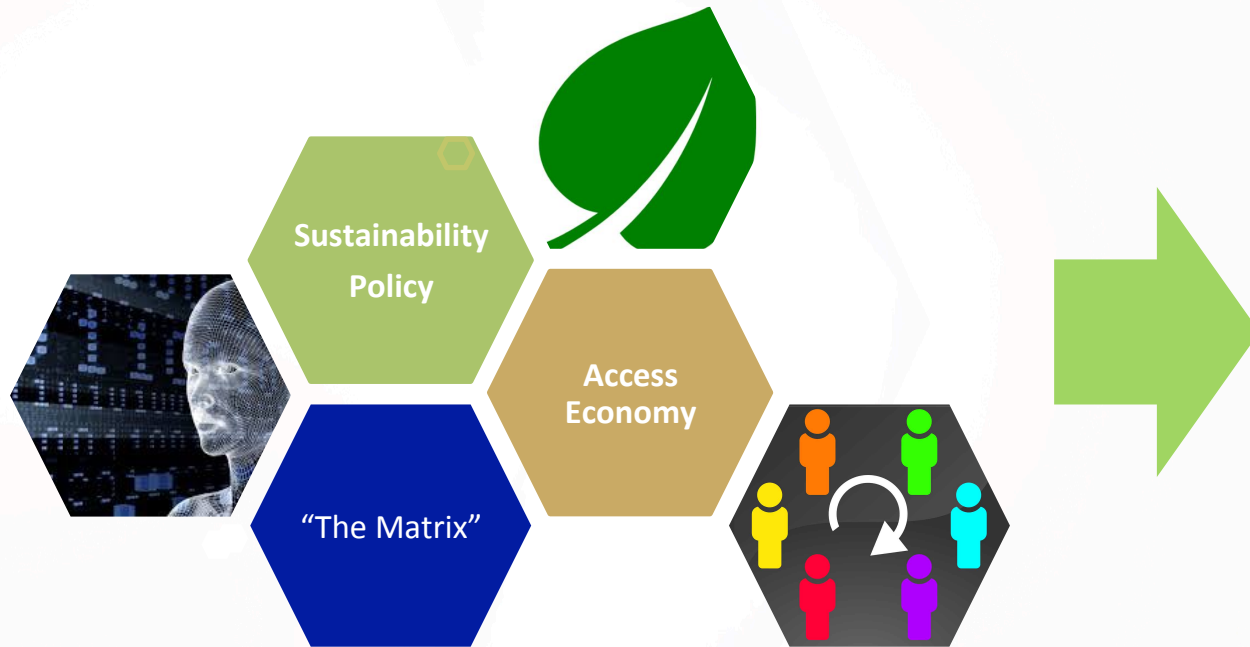 Sustainability
Policy
Access
Economy
“The Matrix”